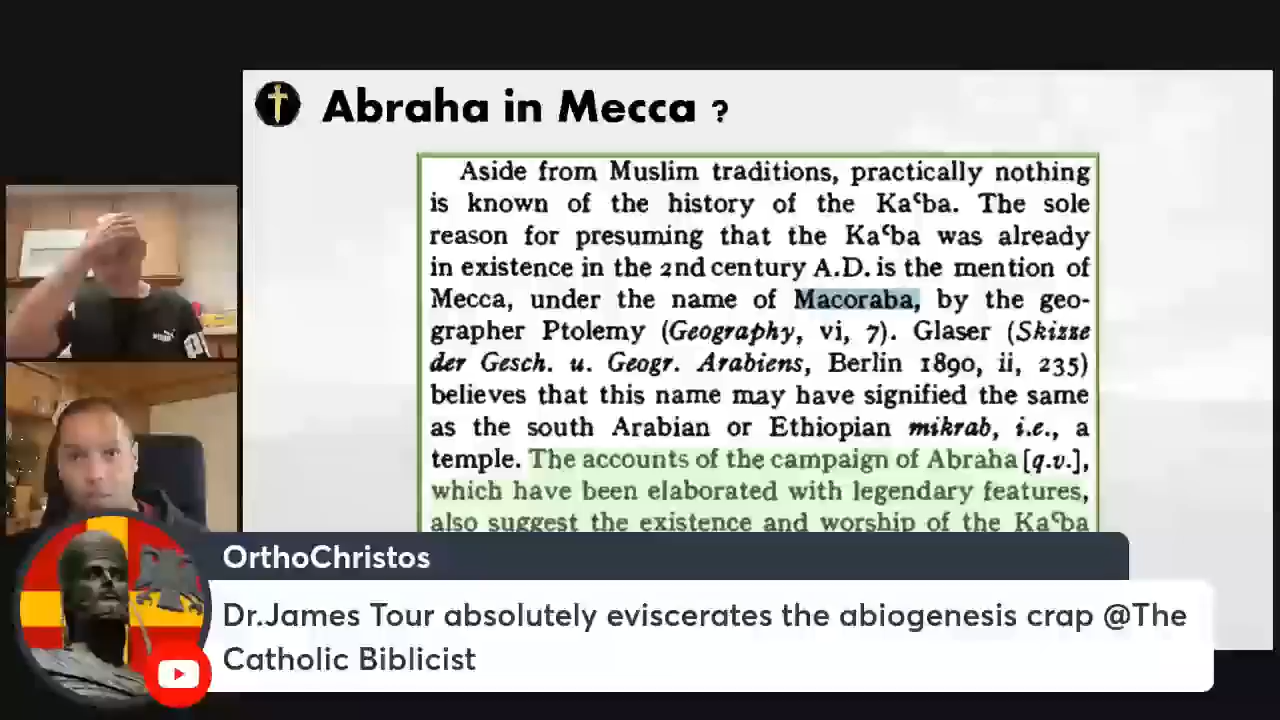 Abraha in Mecca ?
Aside from Muslim traditions, practically nothing
is known of the history of the Kaʿba. The sole
reason for presuming that the Kaʿba was already
in existence in the 2nd century A.D. is the mention of
Mecca, under the name of Macoraba, by the geo-
grapher Ptolemy (Geography, vi, 7). Glaser (Skizze
der Gesch. u. Geogr. Arabiens, Berlin 1890, ii, 235)
believes that this name may have signified the same
as the south Arabian or Ethiopian mikrab, i.e., a
temple. The accounts of the campaign of Abraha [q.v.],
which have been elaborated with legendary features,
also suggest the existence and worship of the Kaʿba
OrthoChristos
Dr.James Tour absolutely eviscerates the abiogenesis crap @The
Catholic Biblicist